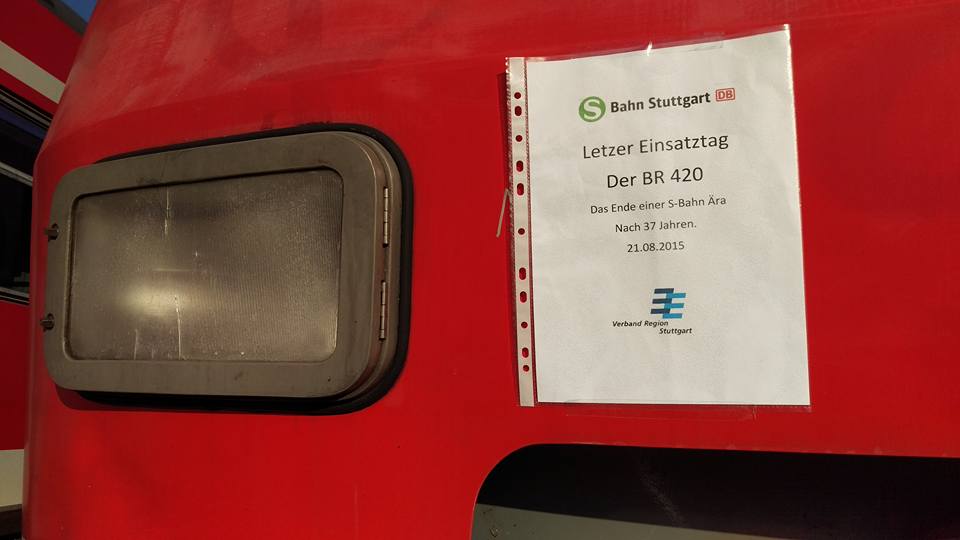 S Bahn Stuttgart DB
Letzer Einsatztag
Der BR 420
Das Ende einer S-Bahn Ära
Nach 37 Jahren.
21.08.2015
Verband Region
Stuttgart